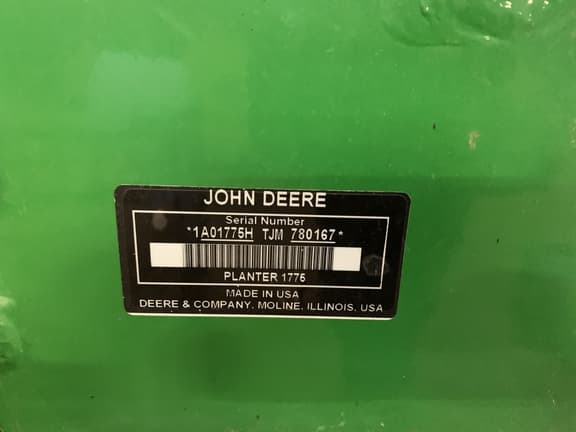 JOHN DEERE
Serial Number
*1A01775H TJM 780167*
PLANTER 1775
MADE IN USA
DEERE & COMPANY. MOLINE. ILLINOIS. USA